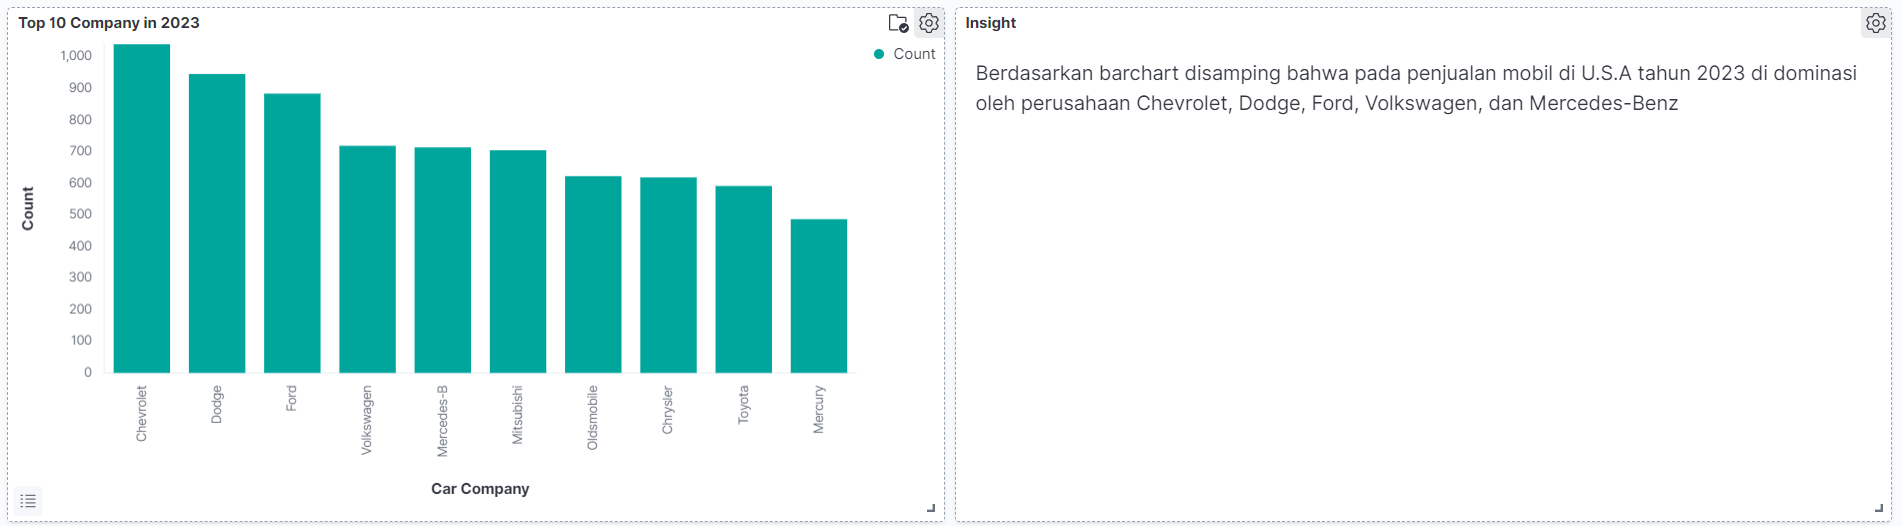 Top 10 Company in 2023
Count
1,000
900
800
700
600
500
400
300
200
100
0
Count
Chevrolet
Dodge
Ford
Volkswagen
Mercedes-B
Mitsubishi
Oldsmobile
Chrysler
Toyota
Mercury
Car Company
Insight
Berdasarkan barchart disamping bahwa pada penjualan mobil di U.S.A tahun 2023 di dominasi
oleh perusahaan Chevrolet, Dodge, Ford, Volkswagen, dan Mercedes-Benz